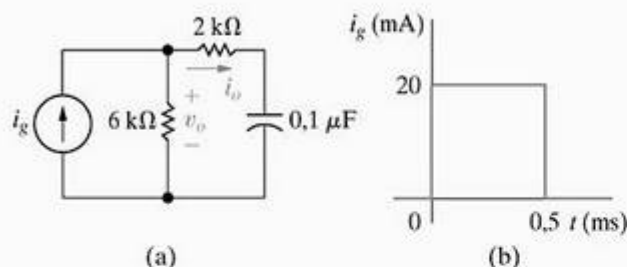 2 kΩ
i_o
i_g
6 kΩ
+
v_o
−
0,1 μF
(a)
i_g (mA)
20
0
0,5 t (ms)
(b)